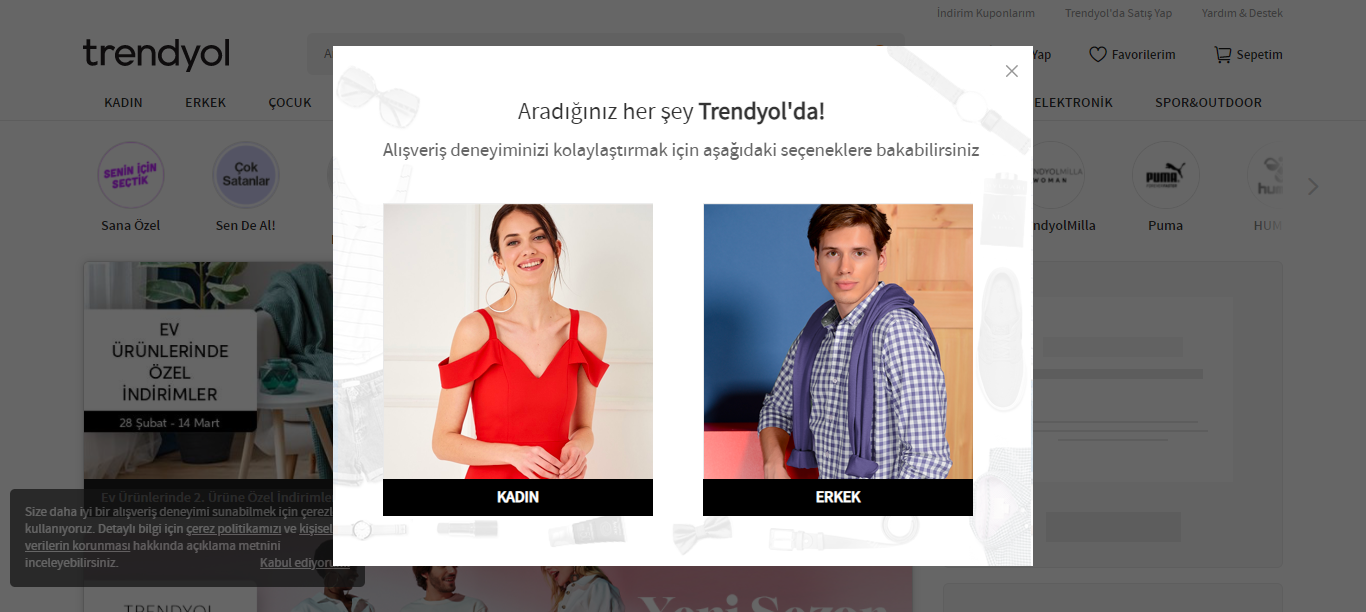 İndirim Kuponlarım
Trendyol'da Satış Yap
Yardım & Destek
trendyol
Yap
Favorilerim
Sepetim
KADIN
ERKEK
ÇOCUK
ELEKTRONİK
SPOR&OUTDOOR
Aradığınız her şey Trendyol'da!
Alışveriş deneyiminizi kolaylaştırmak için aşağıdaki seçeneklere bakabilirsiniz
KADIN
ERKEK
SENİN İÇİN
SEÇTİK
Çok
Satanlar
NDYOLMILLA
WOMAN
PUMA
Sana Özel
Sen De Al!
ndyolMilla
Puma
HUM
EV
ÜRÜNLERİNDE
ÖZEL
İNDİRİMLER
28 Şubat - 14 Mart
Ev Ürünlerinde 2. Ürüne Özel İndirimle
Size daha iyi bir alışveriş deneyimi sunabilmek için çerezl
kullanıyoruz. Detaylı bilgi için çerez politikamızı ve kişisel
verilerin korunması hakkında açıklama metnini
inceleyebilirsiniz.
Kabul ediyorum
TRENDYOL
Yeni Sezon